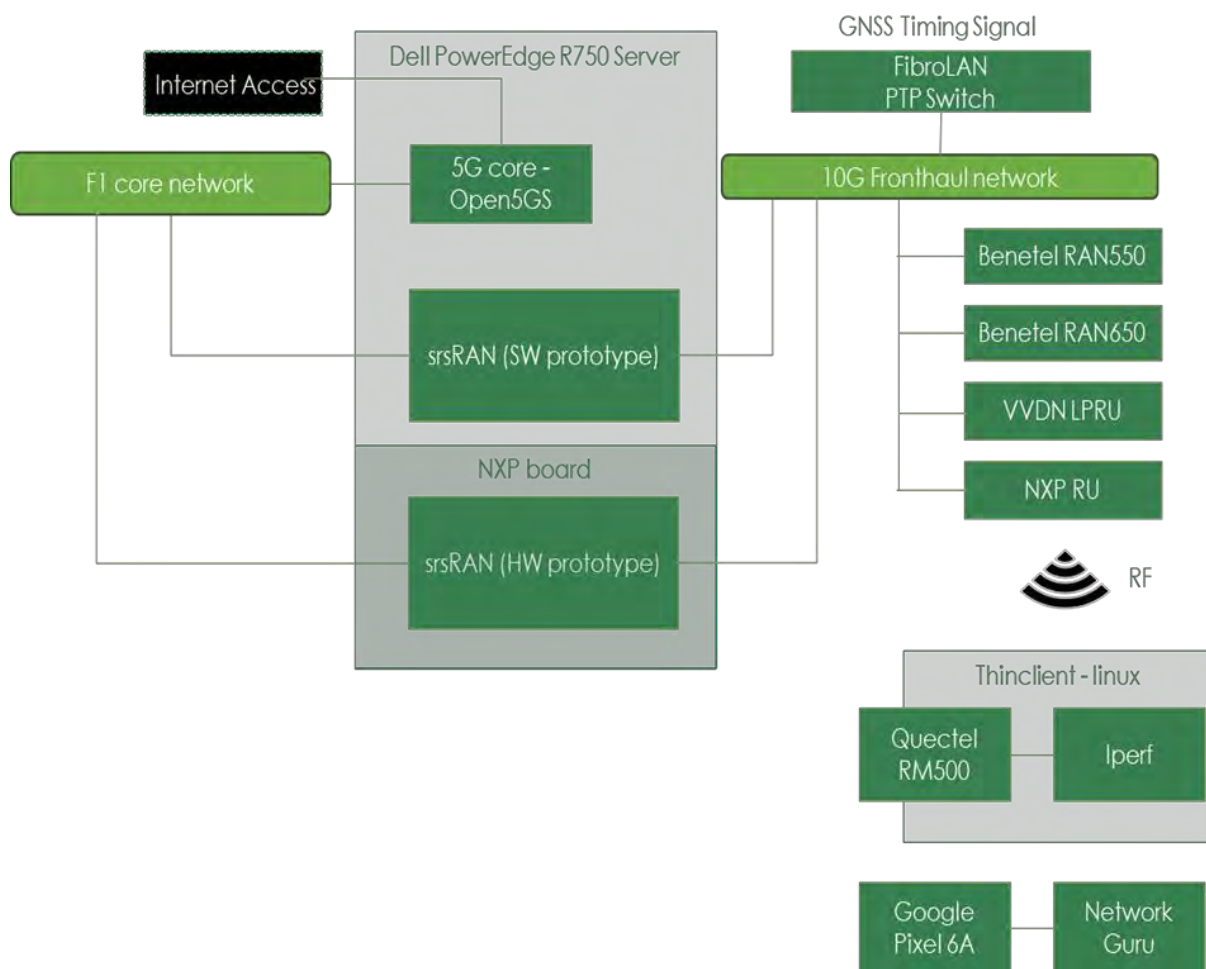 GNSS Timing Signal
Dell PowerEdge R750 Server
FibroLAN
PTP Switch
Internet Access
5G core -
Open5GS
F1 core network
10G Fronthaul network
Benetel RAN550
Benetel RAN650
srsRAN (SW prototype)
VVDN LPRU
NXP board
NXP RU
srsRAN (HW prototype)
RF
Thinclient - linux
Quectel
RM500
Iperf
Google
Pixel 6A
Network
Guru